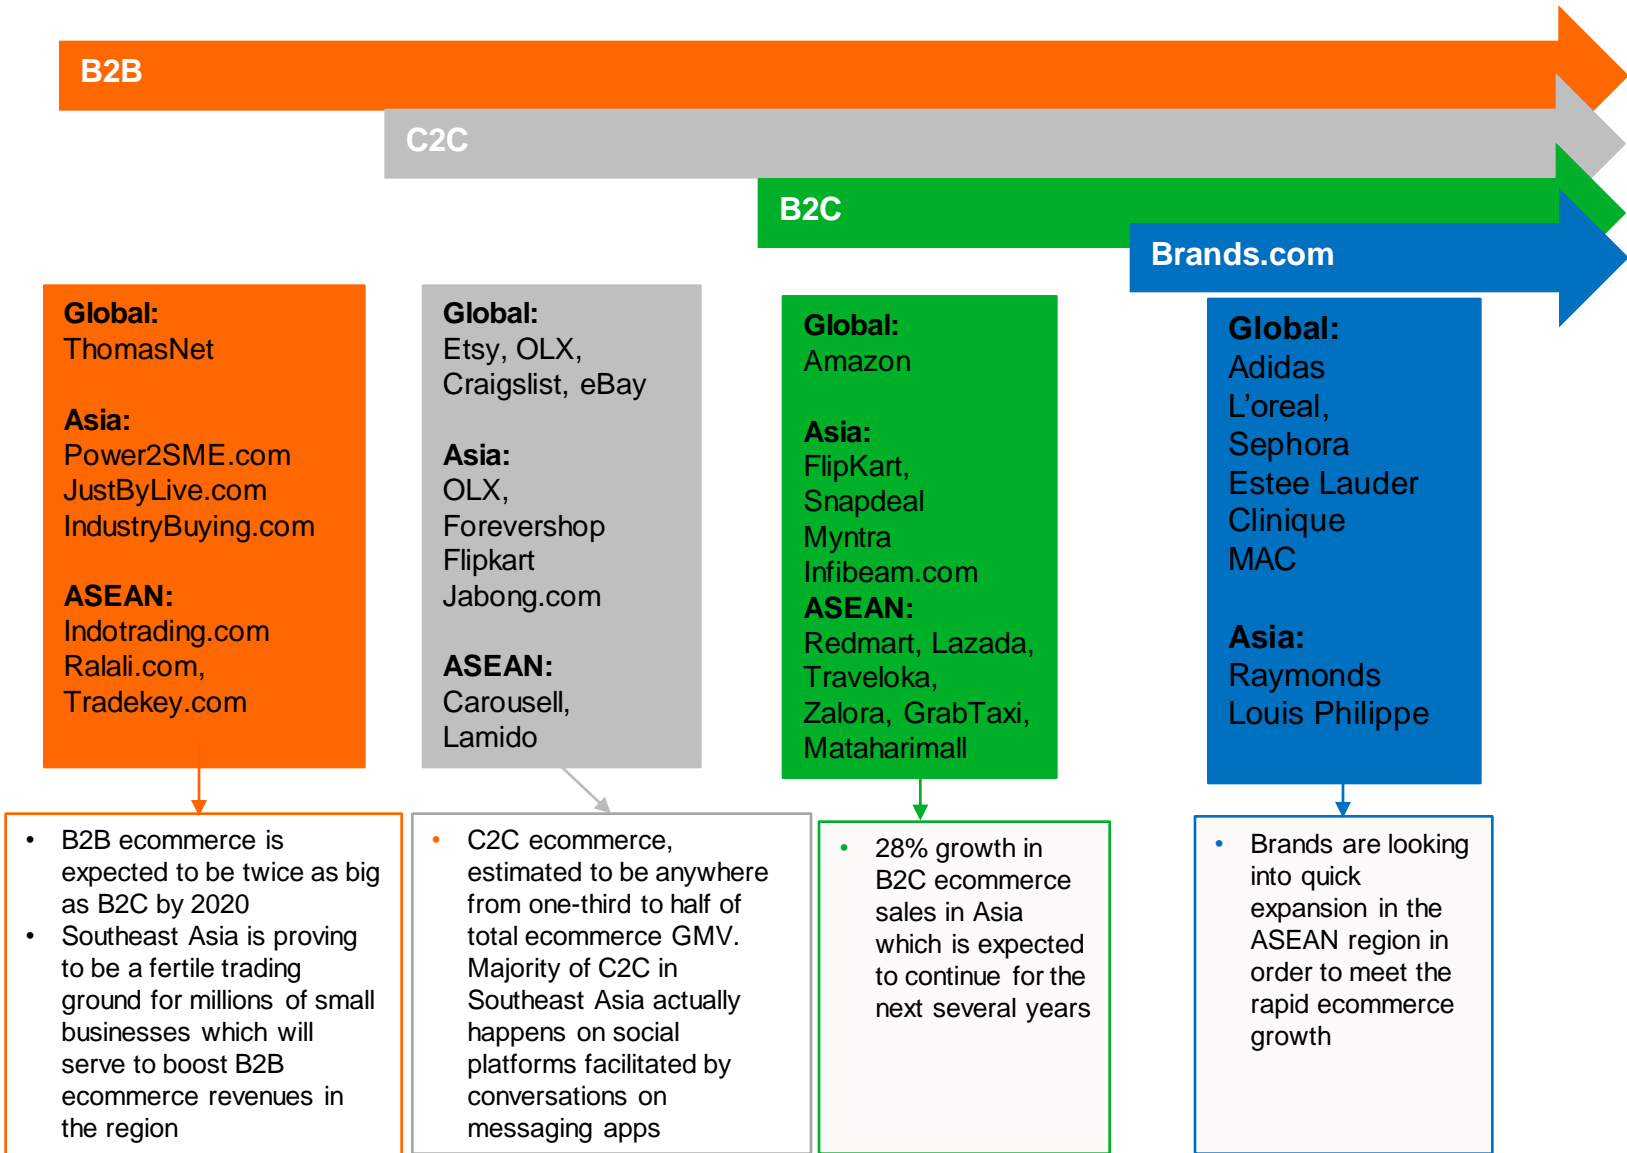 B2B
C2C
B2C
Brands.com
Global:
ThomasNet
Asia:
Power2SME.com
JustByLive.com
IndustryBuying.com
ASEAN:
Indotrading.com
Ralali.com,
Tradekey.com
Global:
Etsy, OLX,
Craigslist, eBay
Asia:
OLX,
Forevershop
Flipkart
Jabong.com
ASEAN:
Carousell,
Lamido
Global:
Amazon
Asia:
FlipKart,
Snapdeal
Myntra
Infibeam.com
ASEAN:
Redmart, Lazada,
Traveloka,
Zalora, GrabTaxi,
Mataharimall
Global:
Adidas
L’oreal,
Sephora
Estee Lauder
Clinique
MAC
Asia:
Raymonds
Louis Philippe
• B2B ecommerce is
expected to be twice as big
as B2C by 2020
• Southeast Asia is proving
to be a fertile trading
ground for millions of small
businesses which will
serve to boost B2B
ecommerce revenues in
the region
• C2C ecommerce,
estimated to be anywhere
from one-third to half of
total ecommerce GMV.
Majority of C2C in
Southeast Asia actually
happens on social
platforms facilitated by
conversations on
messaging apps
• 28% growth in
B2C ecommerce
sales in Asia
which is expected
to continue for the
next several years
• Brands are looking
into quick
expansion in the
ASEAN region in
order to meet the
rapid ecommerce
growth